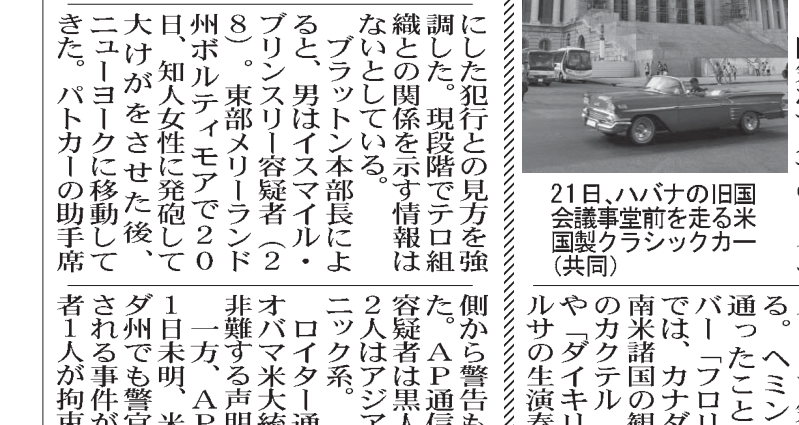 21日、ハバナの旧国
会議事堂前を走る米
国製クラシックカー
(共同)
る。ヘミン
通ったこと
バー「フロリ
では、カナダ
南米諸国の観
のカクテル
や「ダイキリ
ルサの生演奏
にした犯行との見方を強
調した。現段階でテロ組
織との関係を示す情報は
ないとしている。
ブラットン本部長によ
ると、男はイスマイル・
ブリンスリー容疑者(2
8)。東部メリーランド
州ボルティモアで20
日、知人女性に発砲して
大けがをさせた後、
ニューヨークに移動して
きた。パトカーの助手席
側から警告も
た。AP通信
容疑者は黒人
2人はアジア
ニック系。
ロイター通
オバマ米大統
非難する声明
一方、AP
1日未明、米
ダ州でも警官
される事件が
者1人が拘束